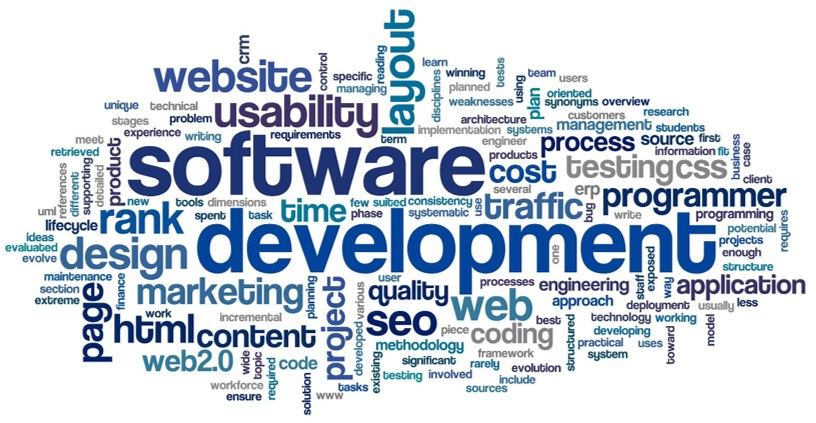 crm
layout
learn
winning
tests
team
users
website
control
specific
reading
managing
disciplines
planned
using
plan
oriented
weaknesses
synonyms
overview
unique
technical
usability
customers
research
stages
problem
architecture
management
students
experience
writing
requirements
term
implementation
systems
engineer
process
source
first
meet
product
software
products
information
fit
business
case
retrieved
cost
testing
css
client
references
different
supporting
detailed
several
erp
programmer
uml
new
tools
dimensions
few
suited
consistency
use
traffic
bug
write
programming
lifecycle
rank
spent
task
time
phase
systematic
potential
requires
ideas
projects
evaluated
design
development
one
enough
evolve
structure
maintenance
user
processes
engineering
staff
exposed
way
application
section
finance
marketing
planning
project
various
quality
web
approach
deployment
usually
less
extreme
page
work
incremental
developed
seo
best
technology
working
html
content
piece
coding
structured
developing
toward
model
methodology
practical
uses
framework
system
web2.0
wide
topic
required
code
existing
significant
rarely
evolution
workforce
solution
testing
involved
include
ensure
www
tasks
sources